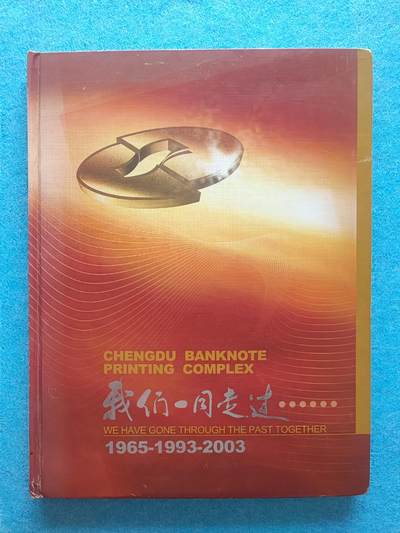 CHENGDU BANKNOTE
PRINTING COMPLEX
我们一同走过……
WE HAVE GONE THROUGH THE PAST TOGETHER
1965-1993-2003